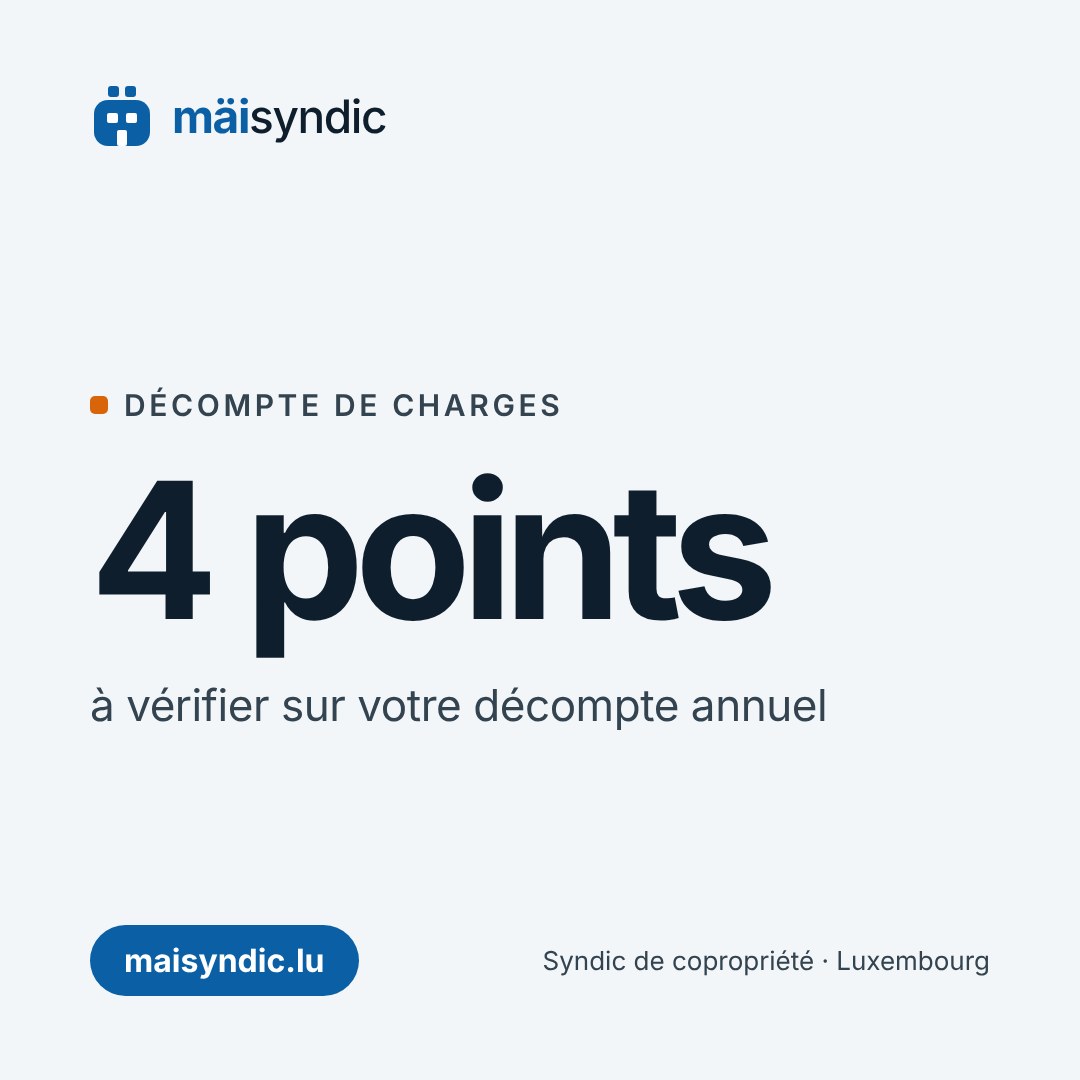 mäisyndic
DÉCOMPTE DE CHARGES
4 points
à vérifier sur votre décompte annuel
maisyndic.lu
Syndic de copropriété · Luxembourg